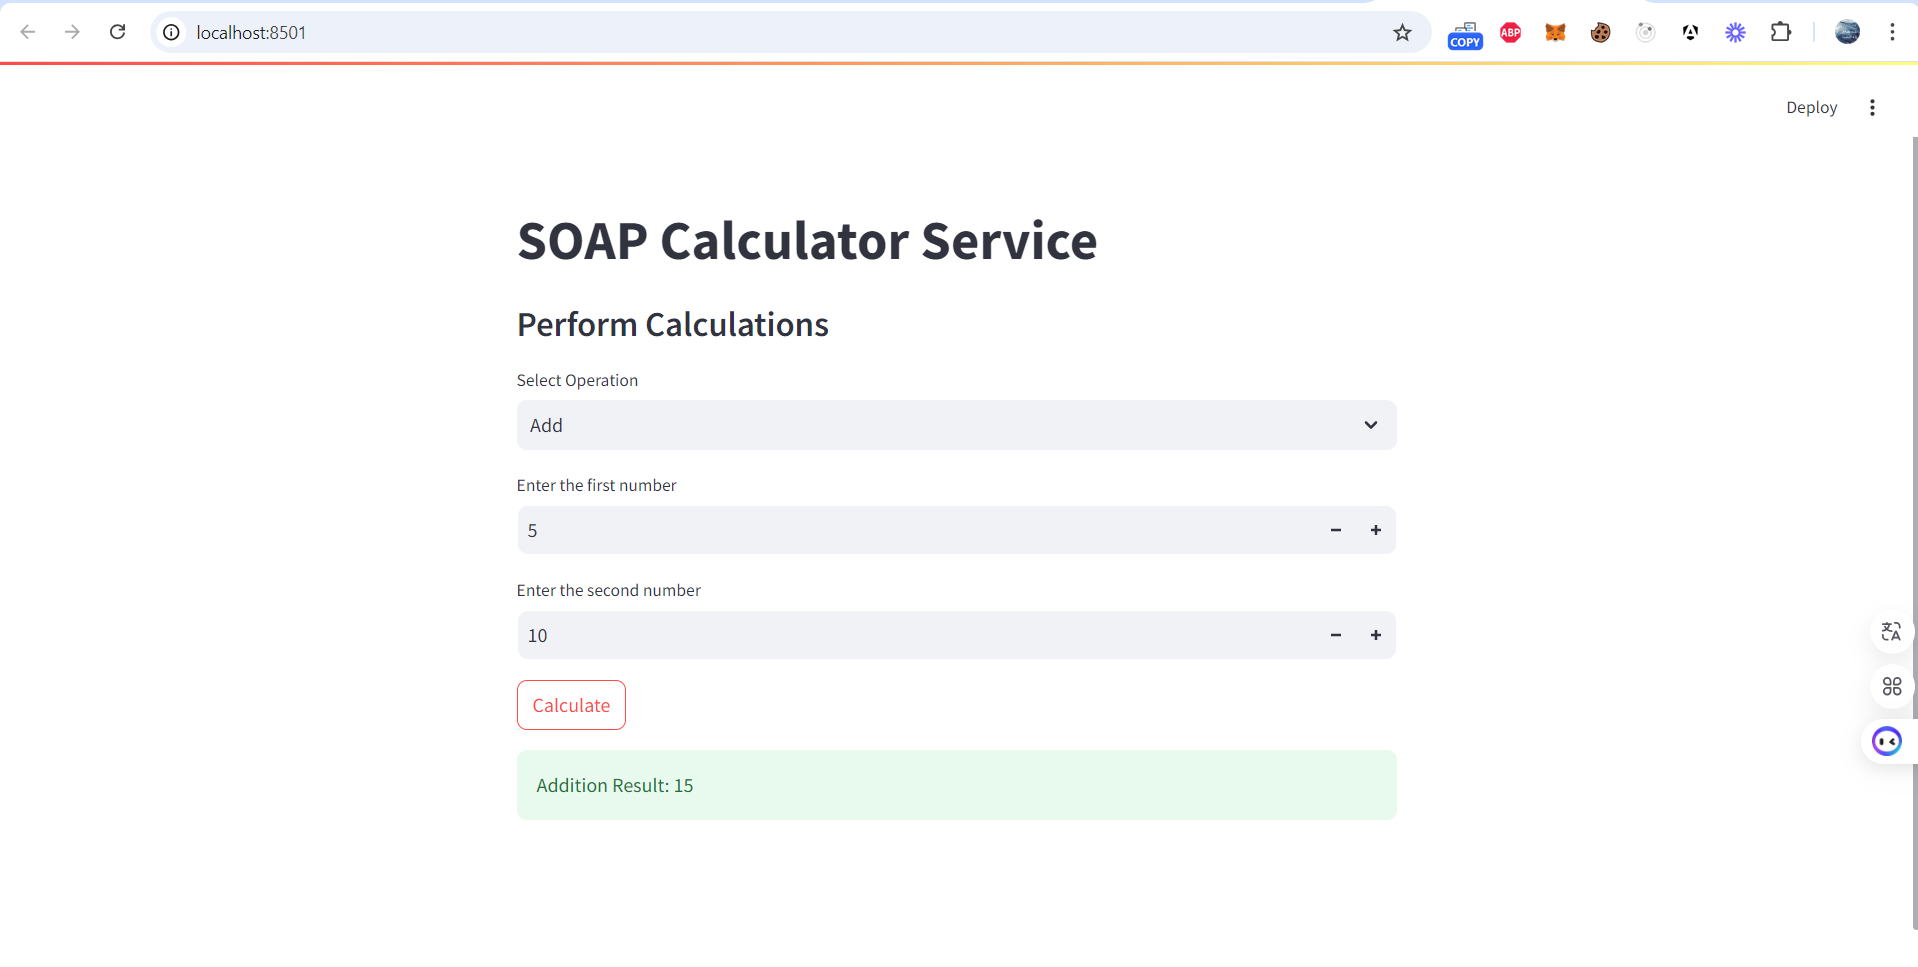 localhost:8501
COPY
ABP
Deploy
SOAP Calculator Service
Perform Calculations
Select Operation
Add
Enter the first number
5
Enter the second number
10
Calculate
Addition Result: 15